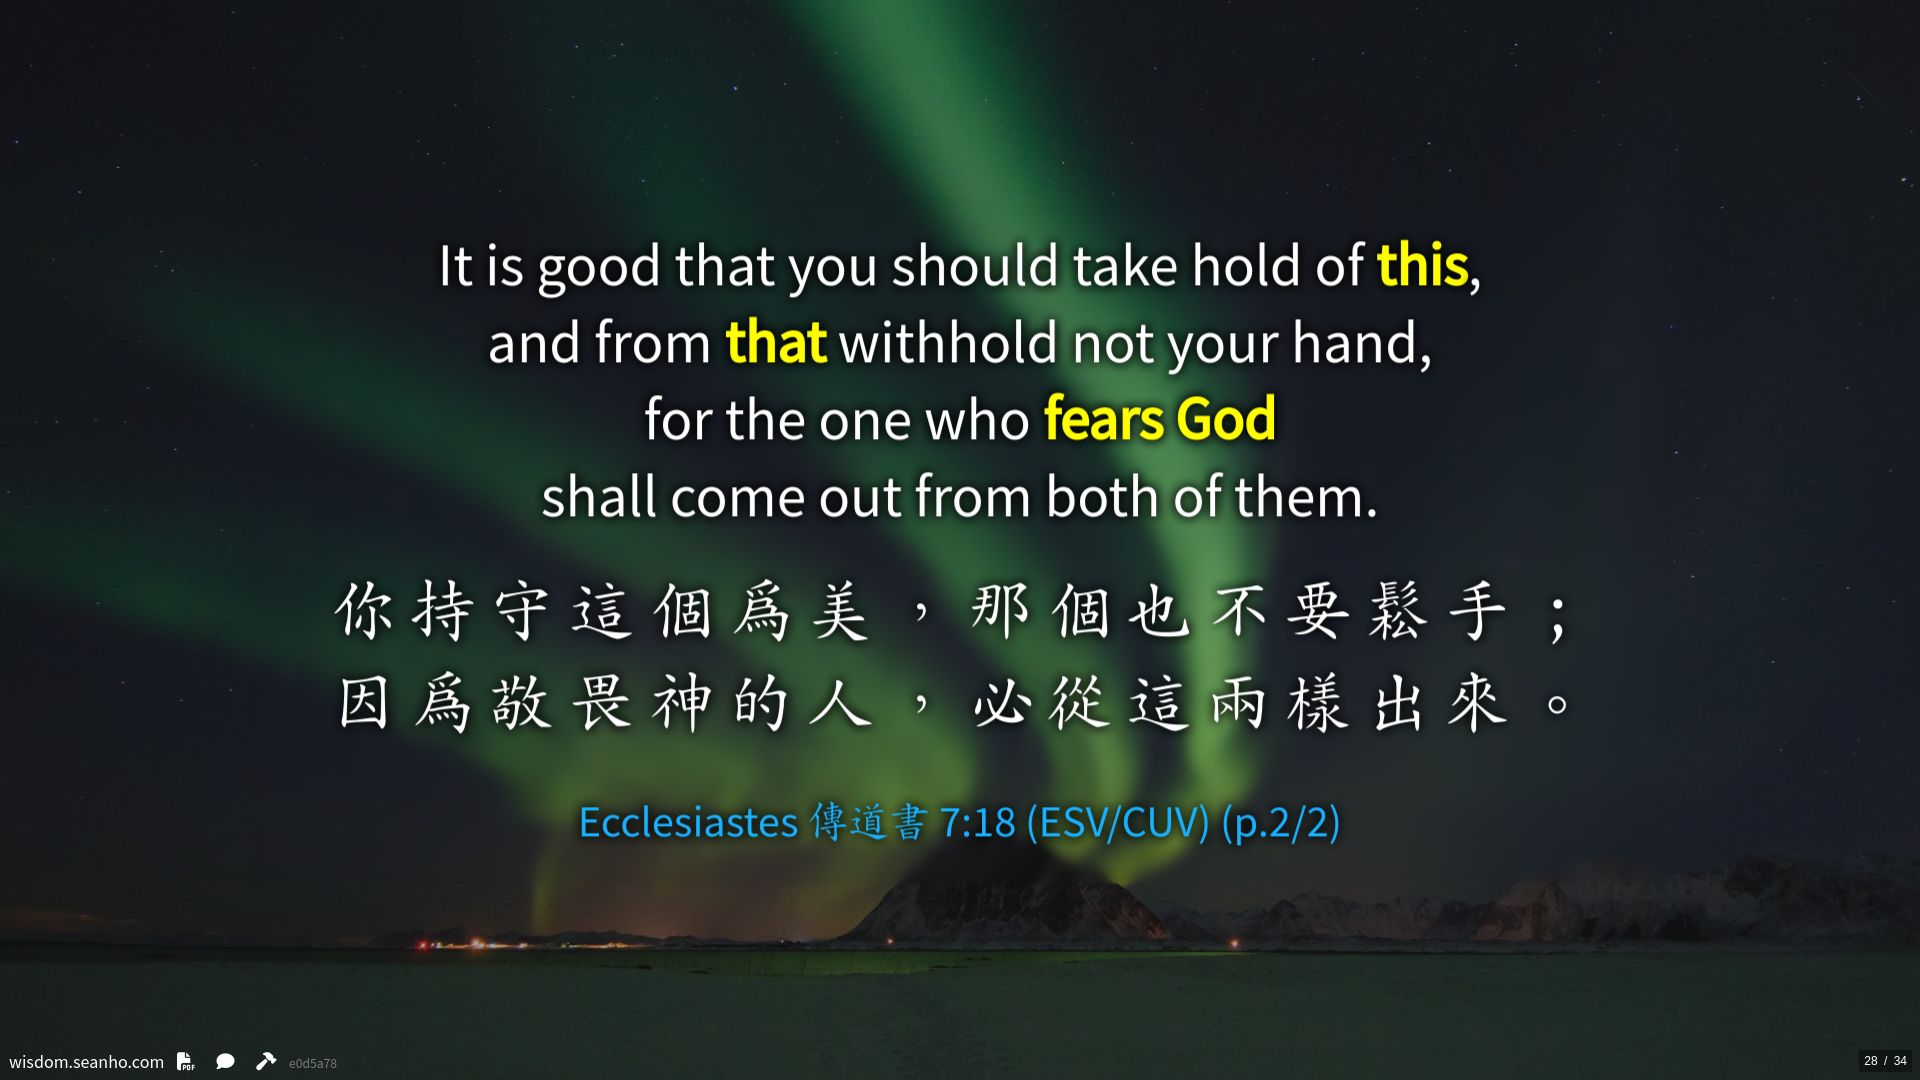 It is good that you should take hold of this,
and from that withhold not your hand,
for the one who fears God
shall come out from both of them.
你持守這個爲美，那個也不要鬆手；
因爲敬畏神的人，必從這兩樣出來。
Ecclesiastes 傳道書 7:18 (ESV/CUV) (p.2/2)
wisdom.seanho.com PDF e0d5a78
28 / 34